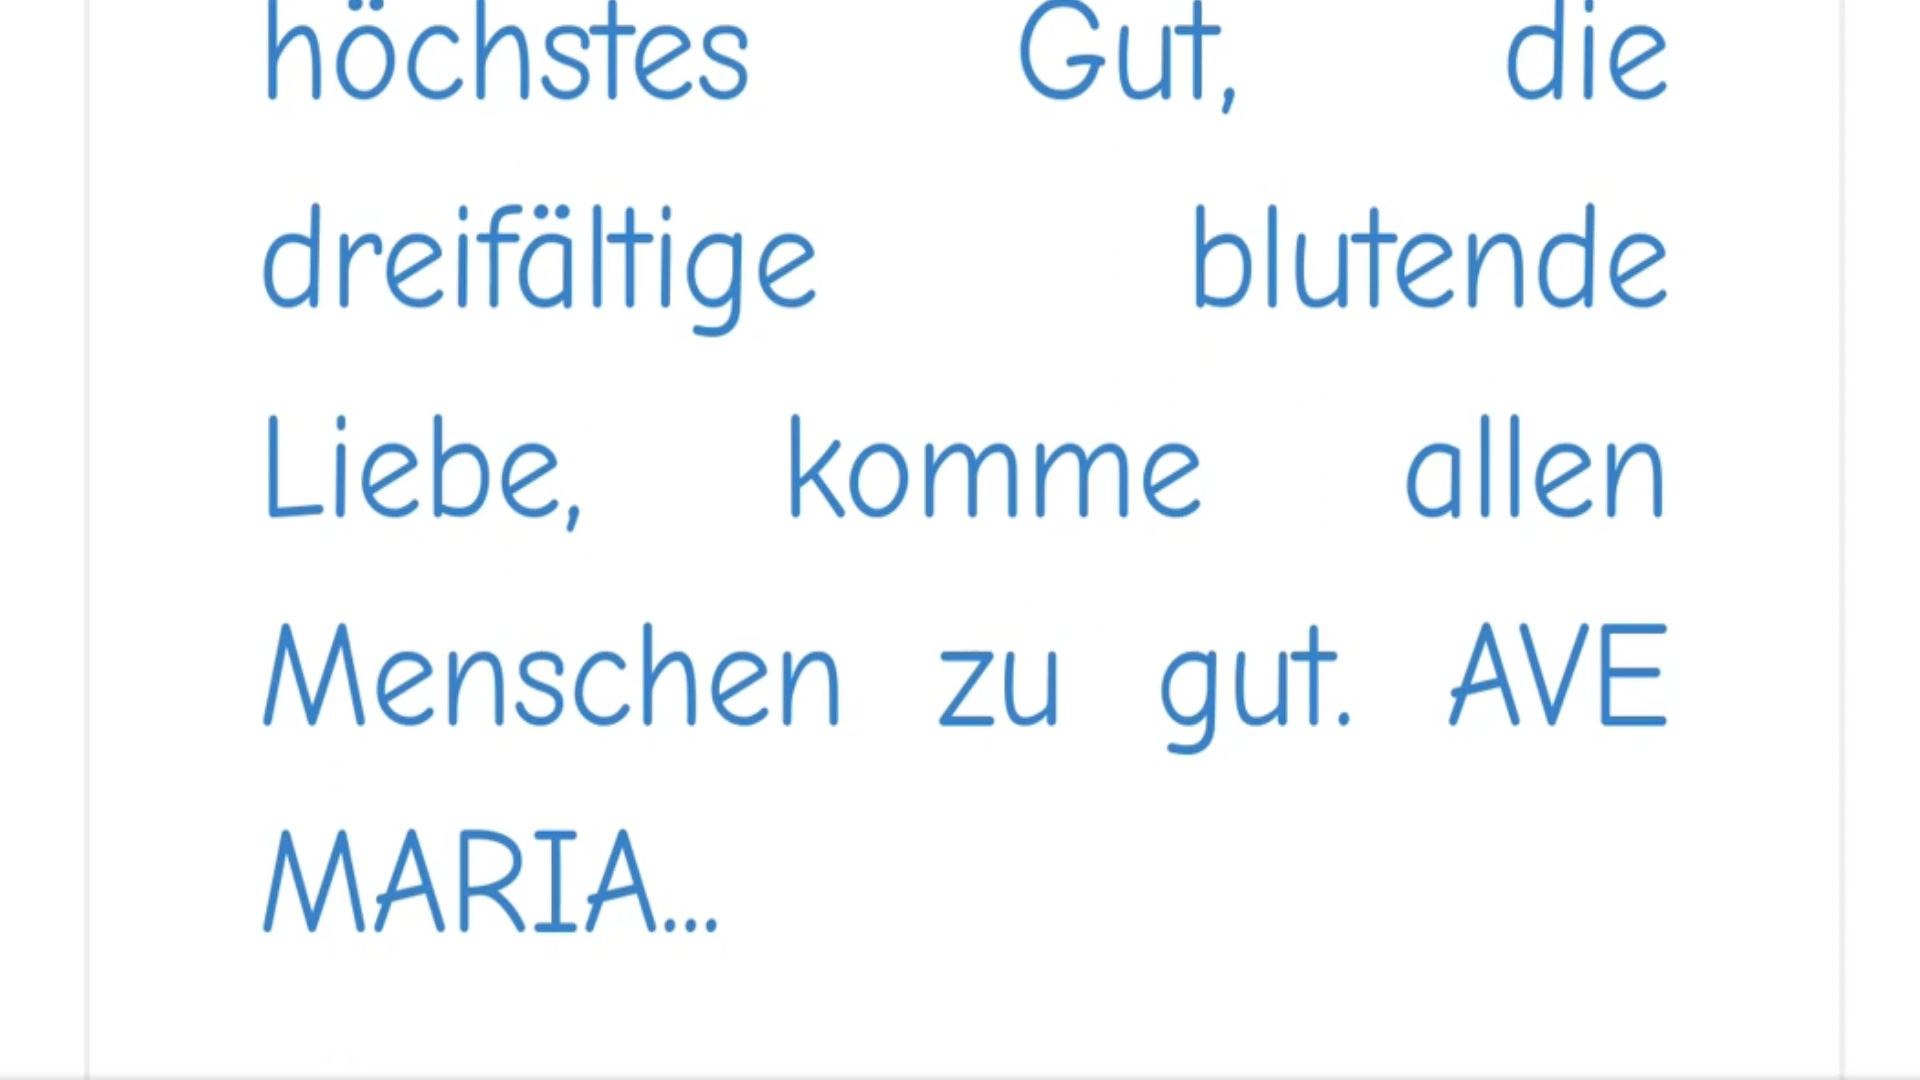 höchstes Gut, die
dreifältige blutende
Liebe, komme allen
Menschen zu gut. AVE
MARIA...